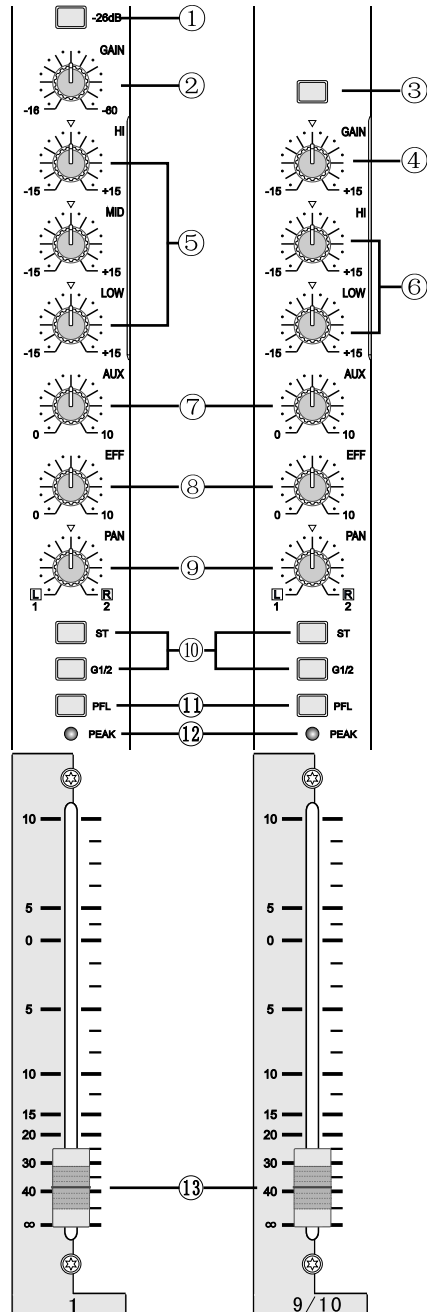 -26dB ①
GAIN
②
-16 -60
③
HI
-15 +15
GAIN
④
-15 +15
MID
⑤
-15 +15
HI
⑥
-15 +15
LOW
-15 +15
LOW
-15 +15
AUX ⑦ AUX
0 10 0 10
EFF ⑧ EFF
0 10 0 10
PAN ⑨ PAN
L R L R
1 2 1 2
ST ⑩ ST
G1/2 G1/2
PFL ⑪ PFL
PEAK ⑫ PEAK
10 10
5 5
0 0
5 5
10 10
15 15
20 20
30 30
40 ⑬ 40
∞ ∞
1 9/10